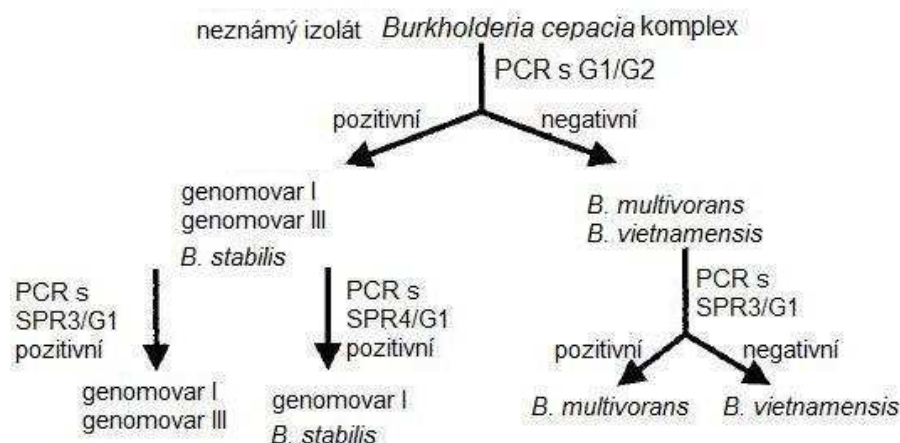 neznámý izolát Burkholderia cepacia komplex
PCR s G1/G2
pozitivní
negativní
genomovar I
genomovar III
B. stabilis
B. multivorans
B. vietnamensis
PCR s
SPR3/G1
pozitivní
PCR s
SPR4/G1
pozitivní
PCR s
SPR3/G1
pozitivní
negativní
genomovar I
genomovar III
genomovar I
B. stabilis
B. multivorans
B. vietnamensis